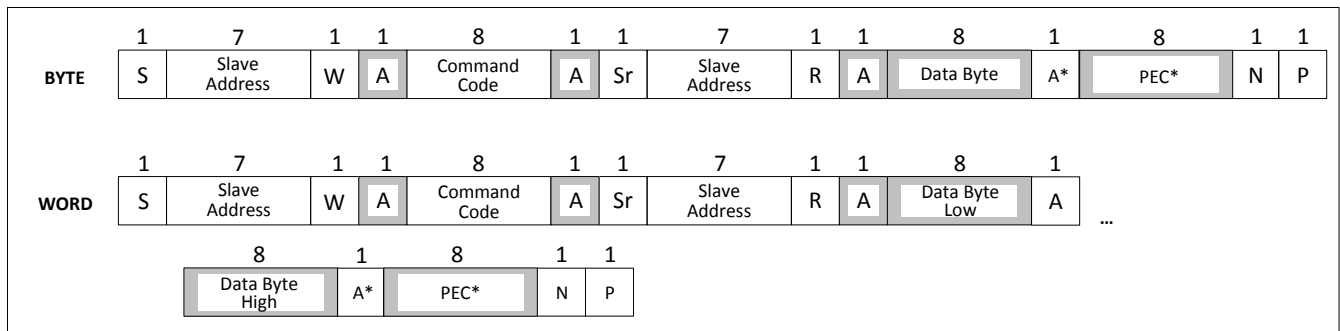 1 7 1 1 8 1 1 7 1 1 8 1 8 1 1
BYTE S Slave Address W A Command Code A Sr Slave Address R A Data Byte A* PEC* N P
1 7 1 1 8 1 1 7 1 1 8 1
WORD S Slave Address W A Command Code A Sr Slave Address R A Data Byte Low A ...
8 1 8 1 1
Data Byte High A* PEC* N P